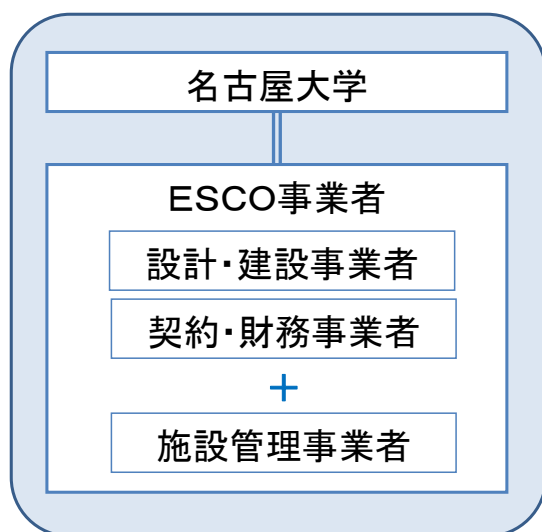 名古屋大学
ESCO事業者
設計・建設事業者
契約・財務事業者
+
施設管理事業者